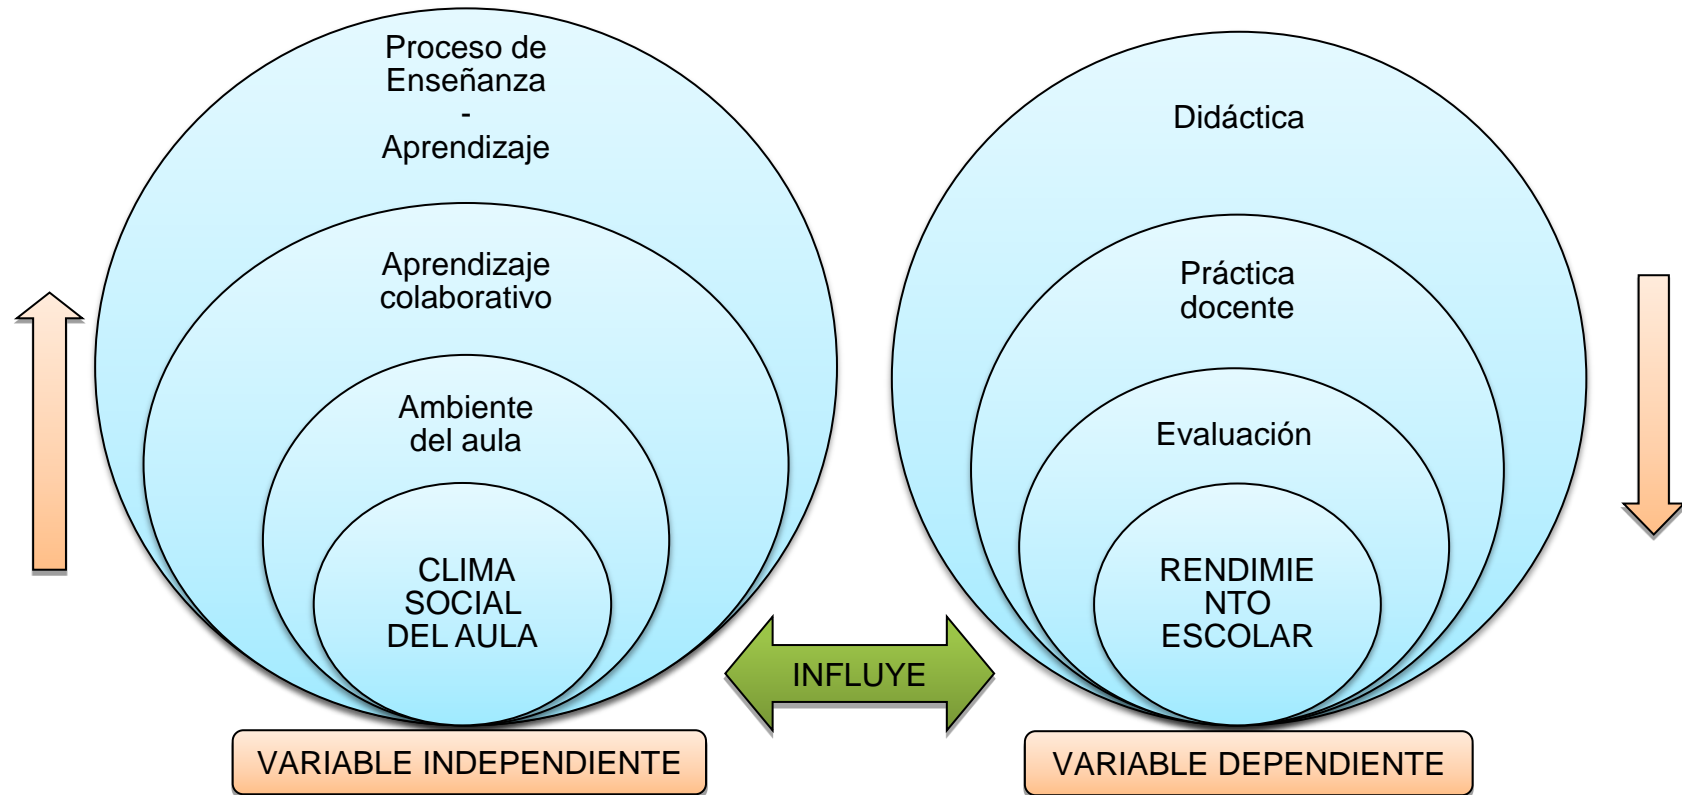 Proceso de
Enseñanza
-
Aprendizaje
Aprendizaje
colaborativo
Ambiente
del aula
CLIMA
SOCIAL
DEL AULA
VARIABLE INDEPENDIENTE
INFLUYE
Didáctica
Práctica
docente
Evaluación
RENDIMIE
NTO
ESCOLAR
VARIABLE DEPENDIENTE